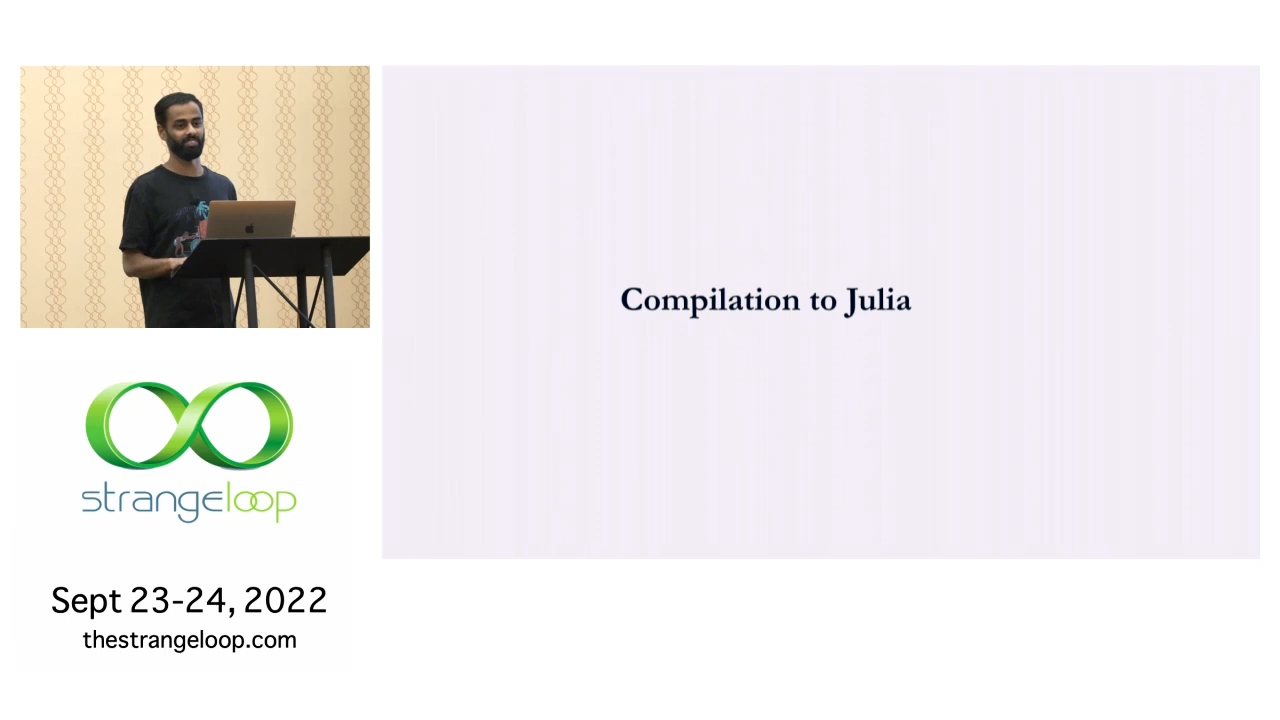 Compilation to Julia
strangeloop
Sept 23-24, 2022
thestrangeloop.com